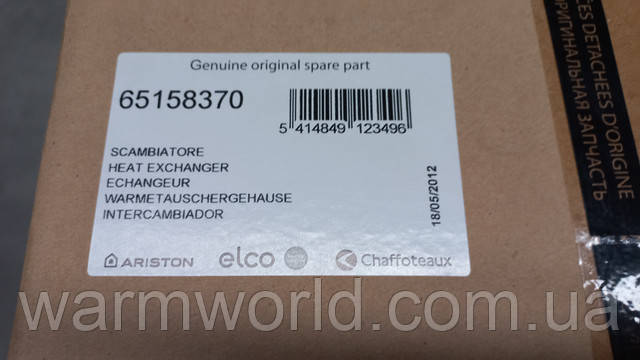 Genuine original spare part
65158370
5 414849 123496
SCAMBIATORE
HEAT EXCHANGER
ECHANGEUR
WARMETAUSCHERGEHAUSE
INTERCAMBIADOR
18/05/2012
ARISTON elco Chaffoteaux
CES DETACHEES D'ORIGINE
ОРИГИНАЛЬНАЯ ЗАПЧАСТЬ
warmworld.com.ua